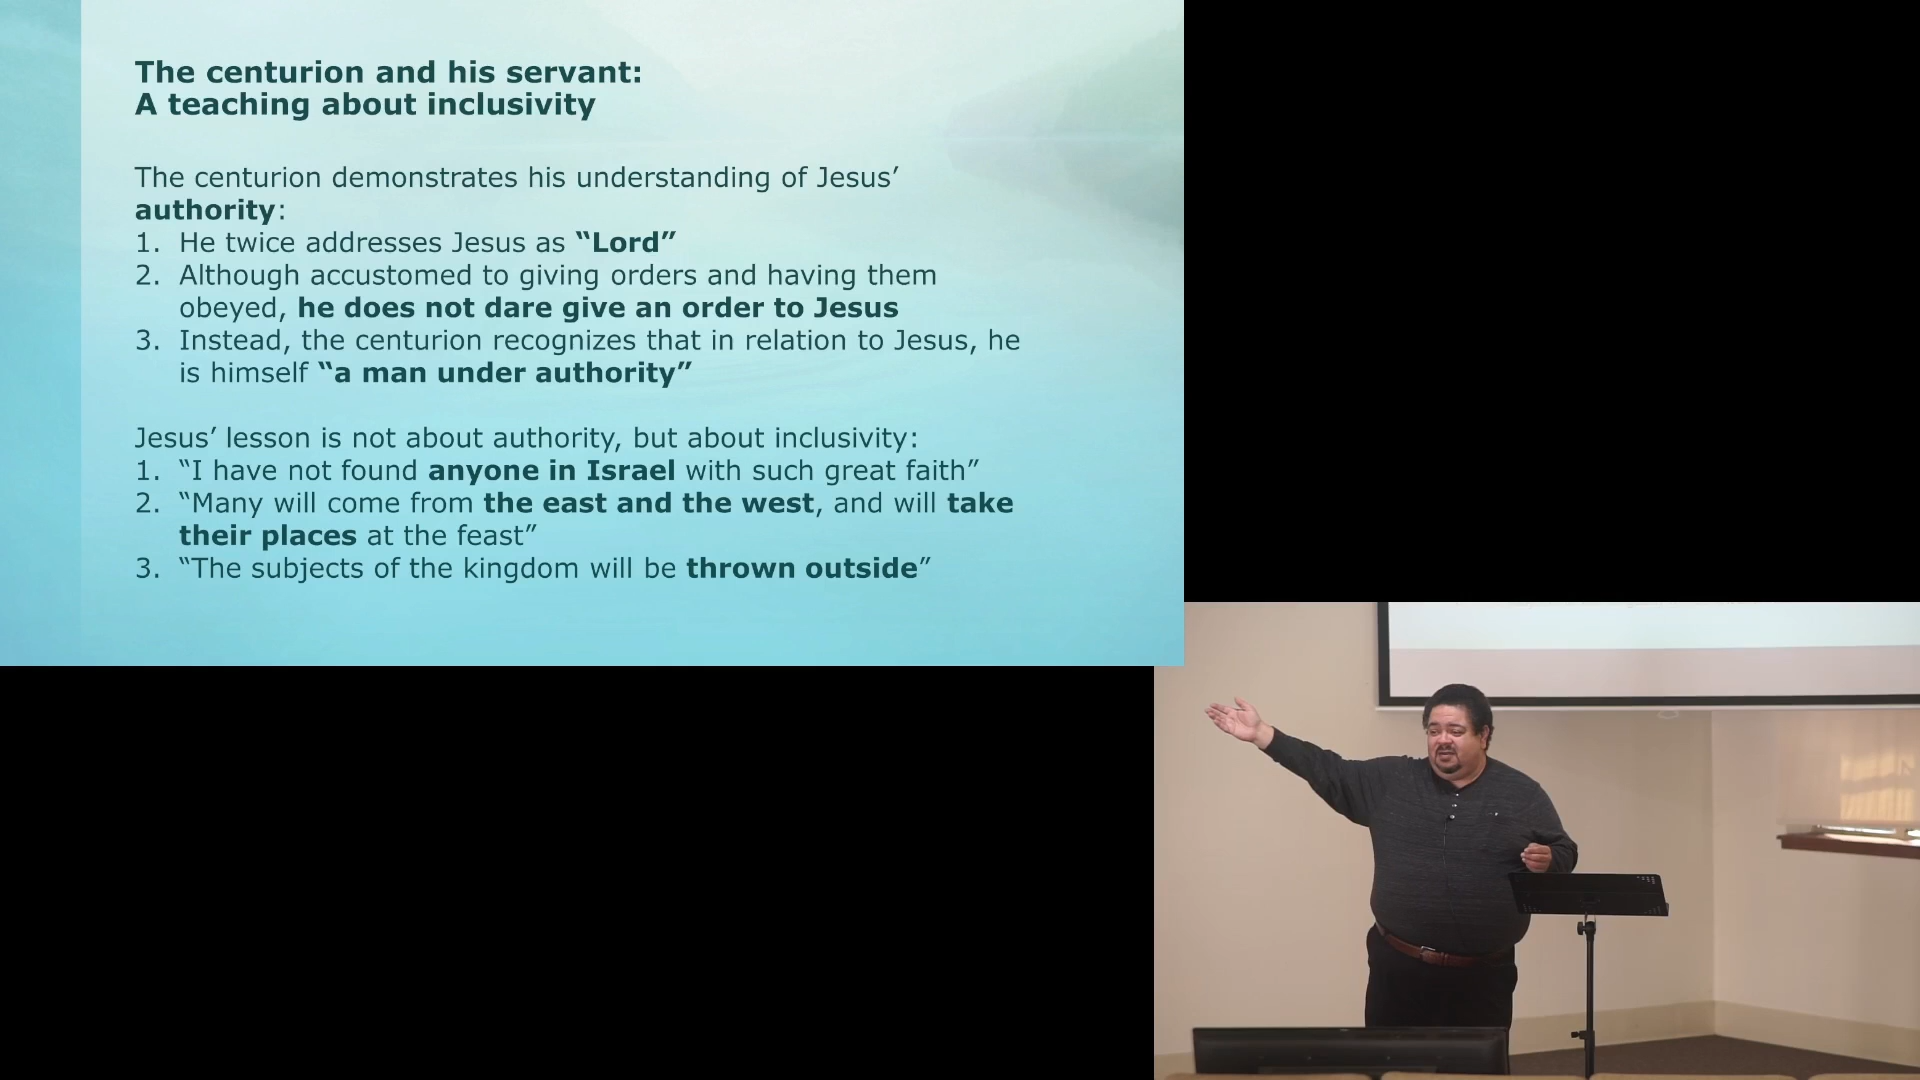 The centurion and his servant:
A teaching about inclusivity
The centurion demonstrates his understanding of Jesus’
authority:
1. He twice addresses Jesus as “Lord”
2. Although accustomed to giving orders and having them
obeyed, he does not dare give an order to Jesus
3. Instead, the centurion recognizes that in relation to Jesus, he
is himself “a man under authority”
Jesus’ lesson is not about authority, but about inclusivity:
1. “I have not found anyone in Israel with such great faith”
2. “Many will come from the east and the west, and will take
their places at the feast”
3. “The subjects of the kingdom will be thrown outside”